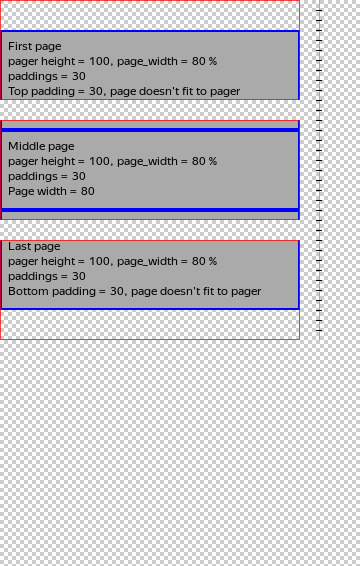 First page
pager height = 100, page_width = 80 %
paddings = 30
Top padding = 30, page doesn't fit to pager
Middle page
pager height = 100, page_width = 80 %
paddings = 30
Page width = 80
Last page
pager height = 100, page_width = 80 %
paddings = 30
Bottom padding = 30, page doesn't fit to pager